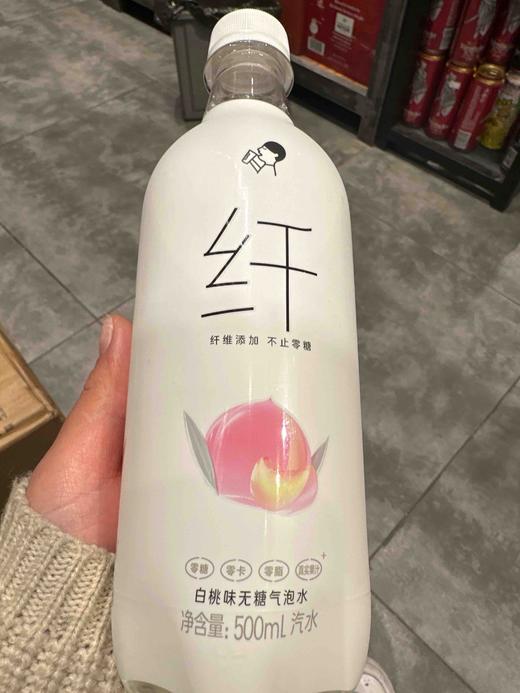 纤
纤维添加 不止零糖
零糖 零卡 零脂 真实果汁+
白桃味无糖气泡水
净含量:500mL 汽水